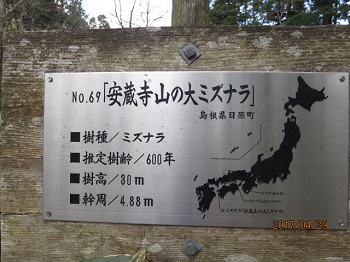 No.69「安蔵寺山の大ミズナラ」
島根県日原町
■樹種／ミズナラ
■推定樹齢／600年
■樹高／30m
■幹周／4.88m
2017/04/29